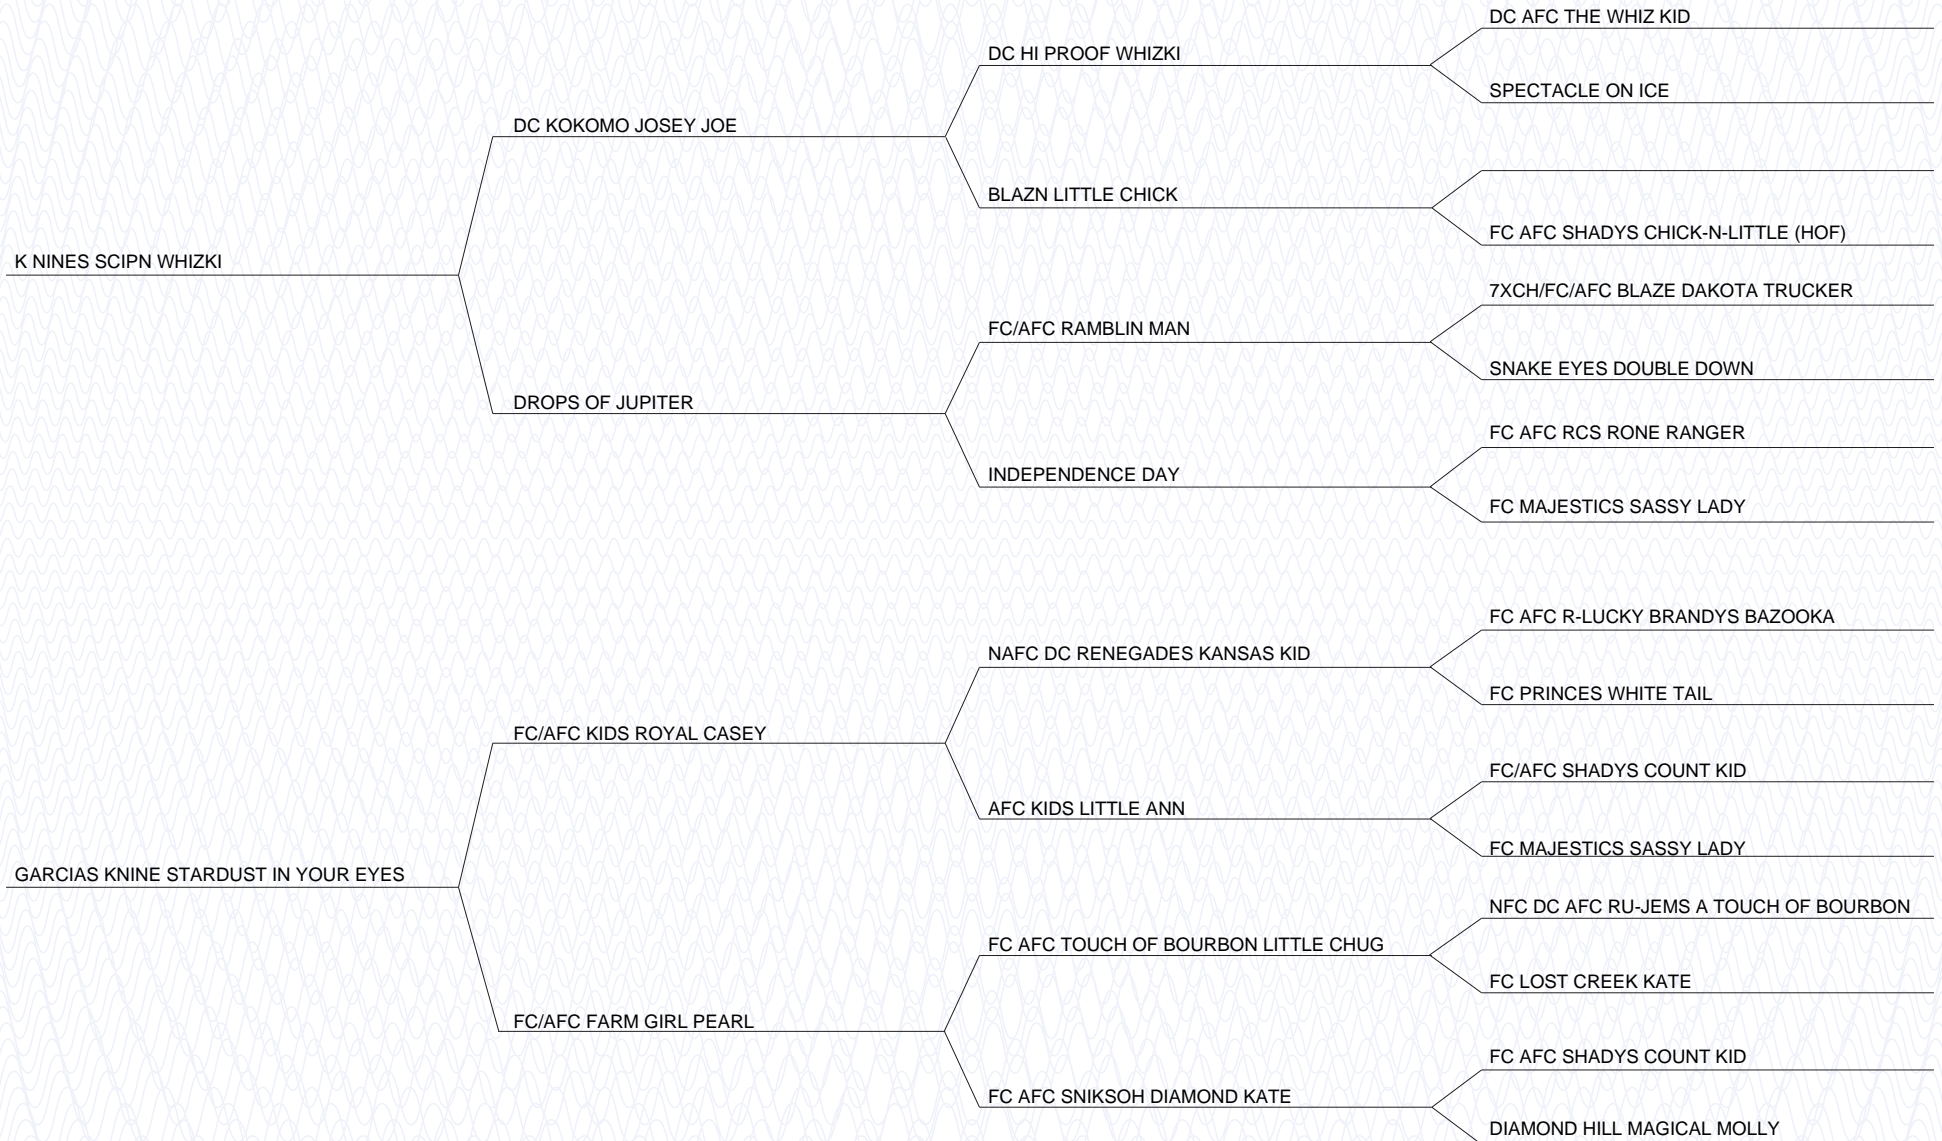 DC AFC THE WHIZ KID
DC HI PROOF WHIZKI
SPECTACLE ON ICE
DC KOKOMO JOSEY JOE
BLAZN LITTLE CHICK
FC AFC SHADYS CHICK-N-LITTLE (HOF)
K NINES SCIPN WHIZKI
7XCH/FC/AFC BLAZE DAKOTA TRUCKER
FC/AFC RAMBLIN MAN
SNAKE EYES DOUBLE DOWN
DROPS OF JUPITER
FC AFC RCS RONE RANGER
INDEPENDENCE DAY
FC MAJESTICS SASSY LADY
FC AFC R-LUCKY BRANDYS BAZOOKA
NAFC DC RENEGADES KANSAS KID
FC PRINCES WHITE TAIL
FC/AFC KIDS ROYAL CASEY
FC/AFC SHADYS COUNT KID
AFC KIDS LITTLE ANN
FC MAJESTICS SASSY LADY
GARCIAS KNINE STARDUST IN YOUR EYES
NFC DC AFC RU-JEMS A TOUCH OF BOURBON
FC AFC TOUCH OF BOURBON LITTLE CHUG
FC LOST CREEK KATE
FC/AFC FARM GIRL PEARL
FC AFC SHADYS COUNT KID
FC AFC SNIKSOH DIAMOND KATE
DIAMOND HILL MAGICAL MOLLY